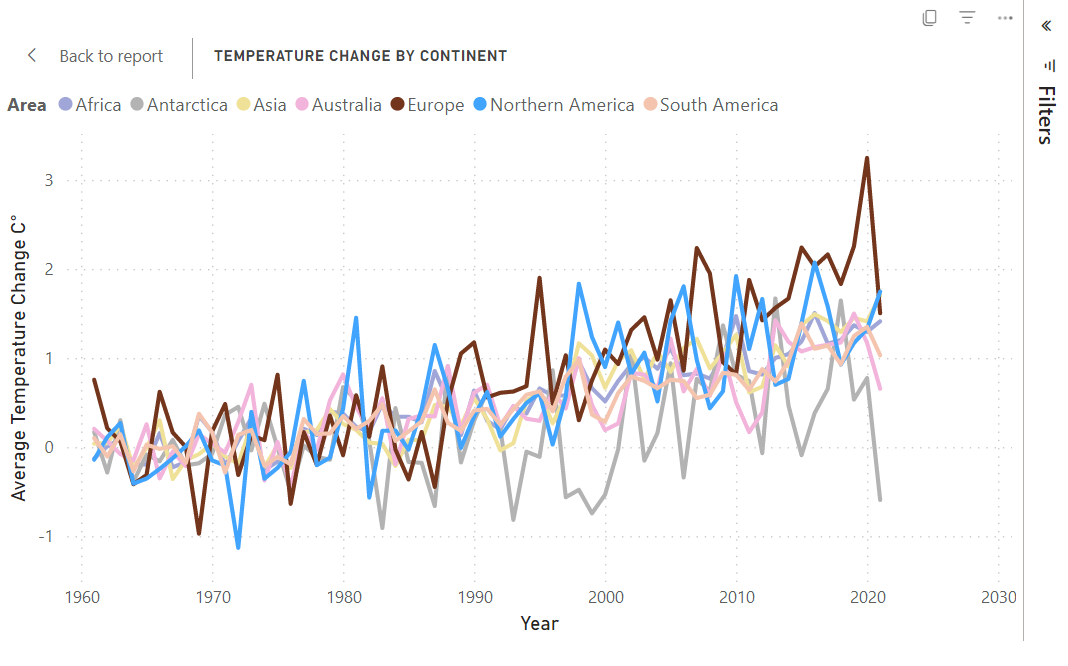 Back to report
TEMPERATURE CHANGE BY CONTINENT
Area Africa Antarctica Asia Australia Europe Northern America South America
Filters
Average Temperature Change C°
3
2
1
0
-1
1960 1970 1980 1990 2000 2010 2020 2030
Year